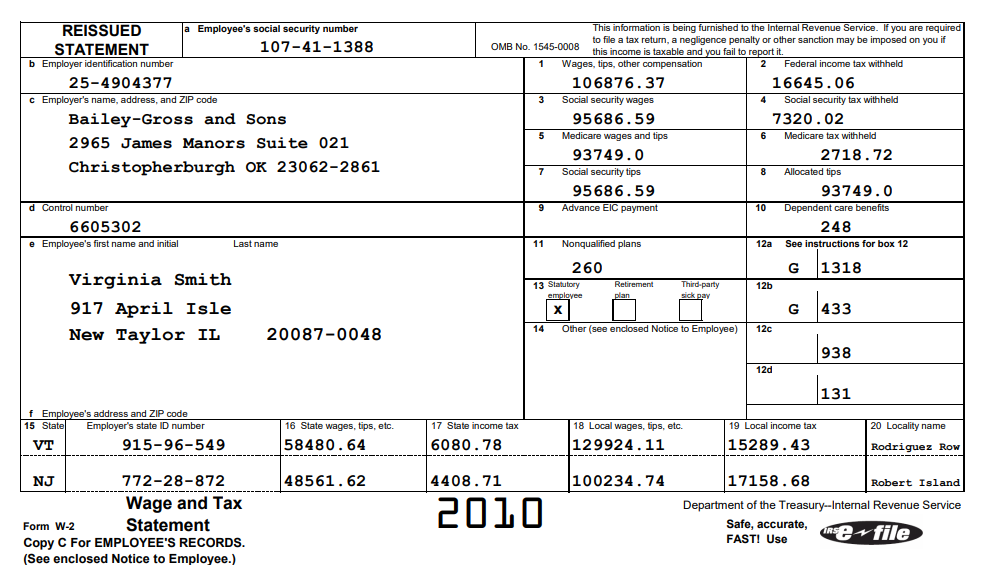 REISSUED STATEMENT
a Employee's social security number
107-41-1388
OMB No. 1545-0008
This information is being furnished to the Internal Revenue Service. If you are required
to file a tax return, a negligence penalty or other sanction may be imposed on you if
this income is taxable and you fail to report it.
b Employer identification number
25-4904377
1 Wages, tips, other compensation
106876.37
2 Federal income tax withheld
16645.06
c Employer's name, address, and ZIP code
Bailey-Gross and Sons
2965 James Manors Suite 021
Christopherburgh OK 23062-2861
3 Social security wages
95686.59
4 Social security tax withheld
7320.02
5 Medicare wages and tips
93749.0
6 Medicare tax withheld
2718.72
7 Social security tips
95686.59
8 Allocated tips
93749.0
d Control number
6605302
9 Advance EIC payment
10 Dependent care benefits
248
e Employee's first name and initial Last name
Virginia Smith
917 April Isle
New Taylor IL 20087-0048
11 Nonqualified plans
260
12a See instructions for box 12
G 1318
13 Statutory employee Retirement plan Third-party sick pay
x
12b
G 433
14 Other (see enclosed Notice to Employee)
12c
938
12d
131
f Employee's address and ZIP code
15 State Employer's state ID number 16 State wages, tips, etc. 17 State income tax 18 Local wages, tips, etc. 19 Local income tax 20 Locality name
VT 915-96-549 58480.64 6080.78 129924.11 15289.43 Rodriguez Row
NJ 772-28-872 48561.62 4408.71 100234.74 17158.68 Robert Island
Form W-2
Wage and Tax
Statement
2010
Department of the Treasury--Internal Revenue Service
Copy C For EMPLOYEE'S RECORDS.
(See enclosed Notice to Employee.)
Safe, accurate,
FAST! Use
IRS e file